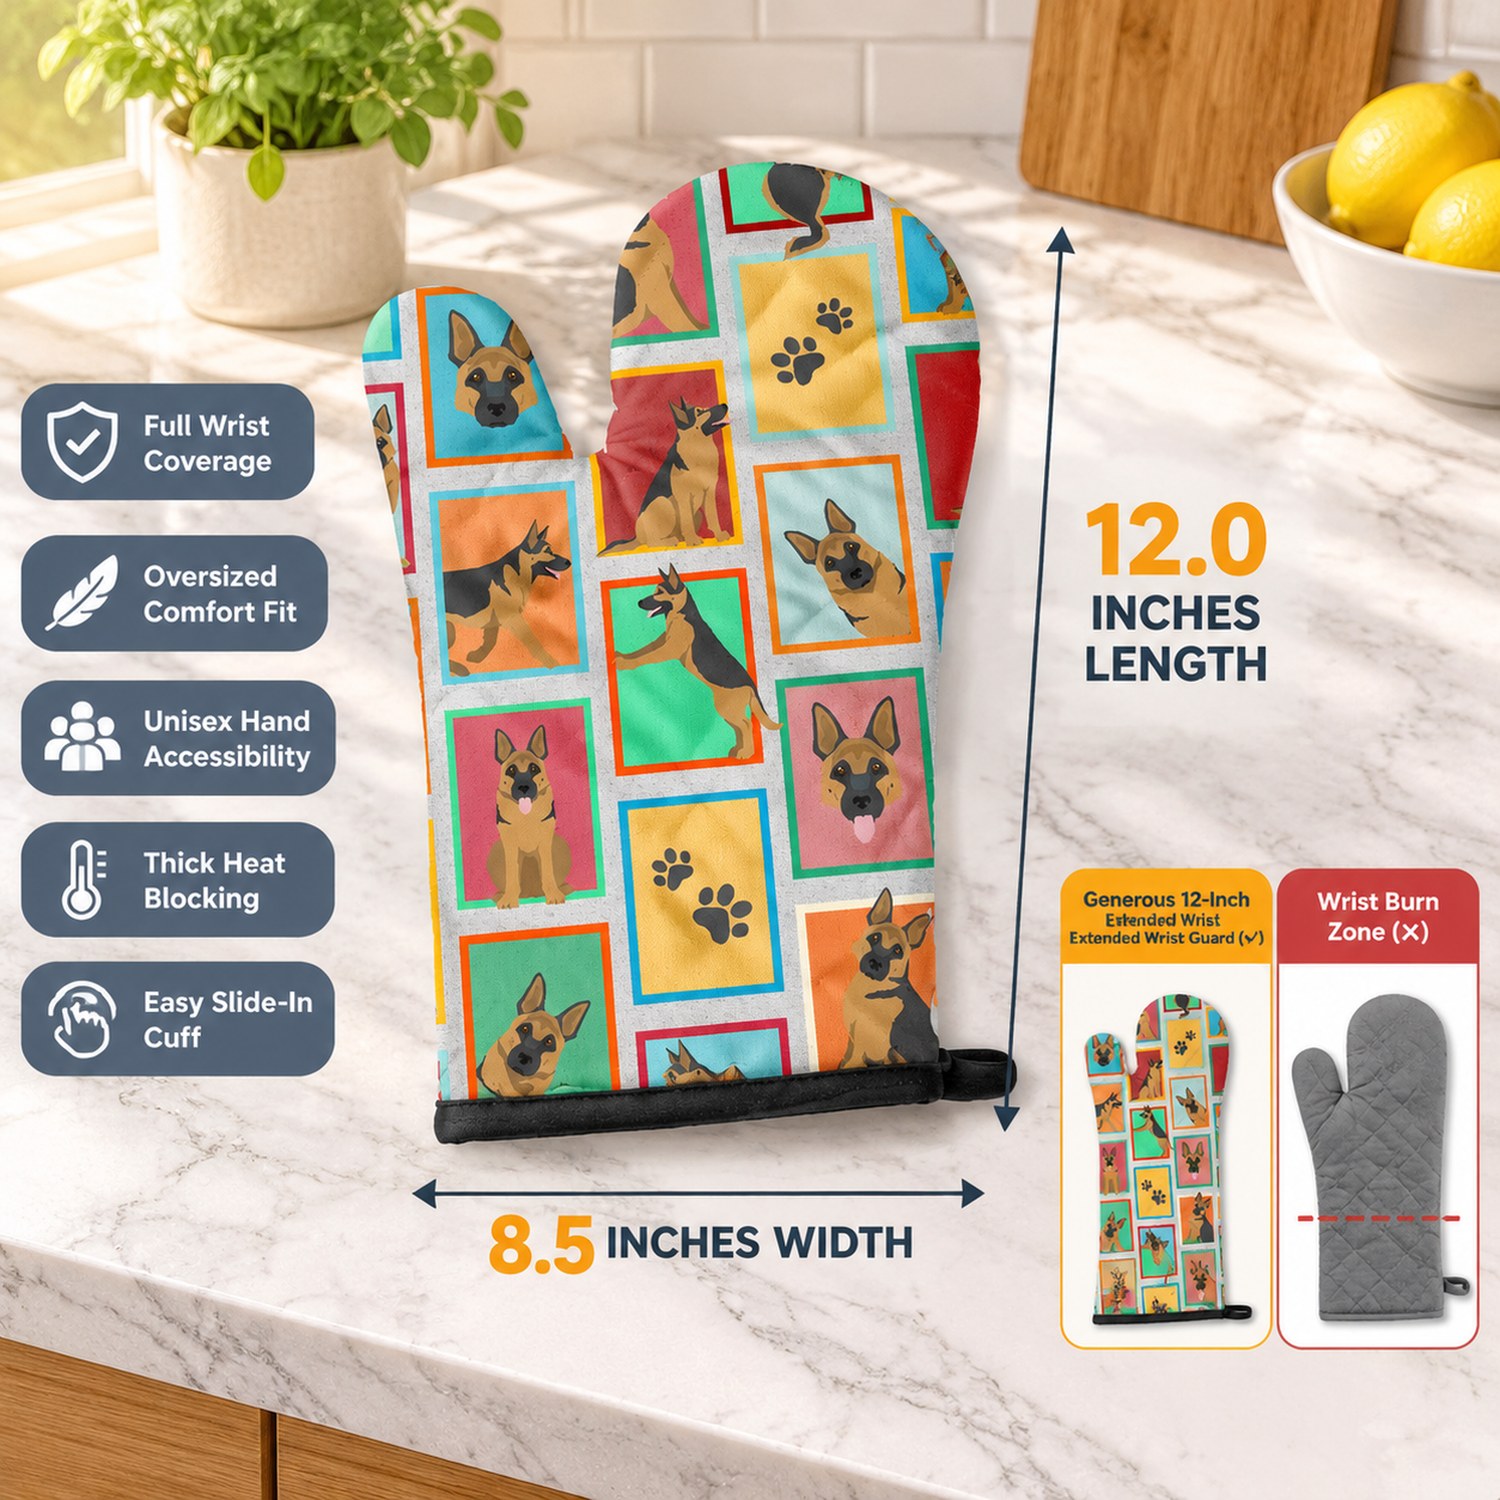 Full Wrist
Coverage
Oversized
Comfort Fit
Unisex Hand
Accessibility
Thick Heat
Blocking
Easy Slide-In
Cuff
12.0
INCHES
LENGTH
8.5 INCHES WIDTH
Generous 12-Inch
Extended Wrist
Extended Wrist Guard (✓)
Wrist Burn
Zone (✕)